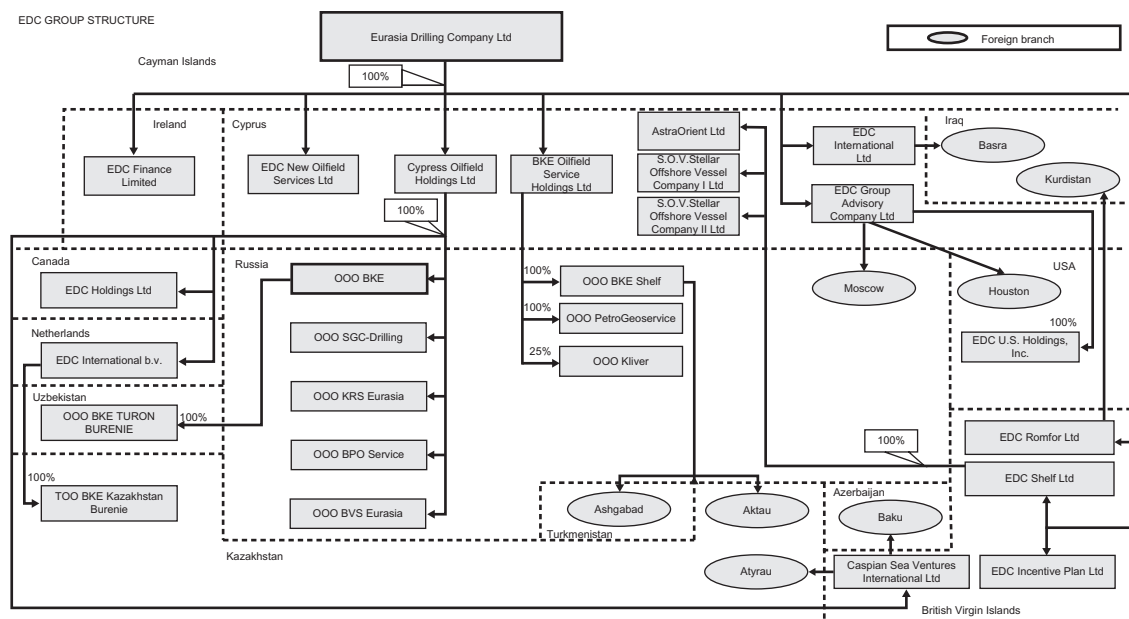 EDC GROUP STRUCTURE
Eurasia Drilling Company Ltd
Foreign branch
Cayman Islands
100%
Ireland
Cyprus
Iraq
EDC Finance
Limited
EDC New Oilfield
Services Ltd
Cypress Oilfield
Holdings Ltd
BKE Oilfield
Service
Holdings Ltd
AstraOrient Ltd
S.O.V.Stellar
Offshore Vessel
Company I Ltd
S.O.V.Stellar
Offshore Vessel
Company II Ltd
EDC
International
Ltd
EDC Group
Advisory
Company Ltd
Basra
Kurdistan
100%
Canada
EDC Holdings Ltd
Russia
OOO BKE
100%
OOO BKE Shelf
Moscow
Houston
USA
100%
EDC U.S. Holdings,
Inc.
OOO SGC-Drilling
100%
OOO PetroGeoservice
25%
OOO Kliver
Netherlands
EDC International b.v.
Uzbekistan
OOO BKE TURON
BURENIE
100%
OOO KRS Eurasia
OOO BPO Service
OOO BVS Eurasia
100%
TOO BKE Kazakhstan
Burenie
100%
EDC Romfor Ltd
EDC Shelf Ltd
Ashgabad
Turkmenistan
Aktau
Azerbaijan
Baku
Kazakhstan
Atyrau
Caspian Sea Ventures
International Ltd
EDC Incentive Plan Ltd
British Virgin Islands